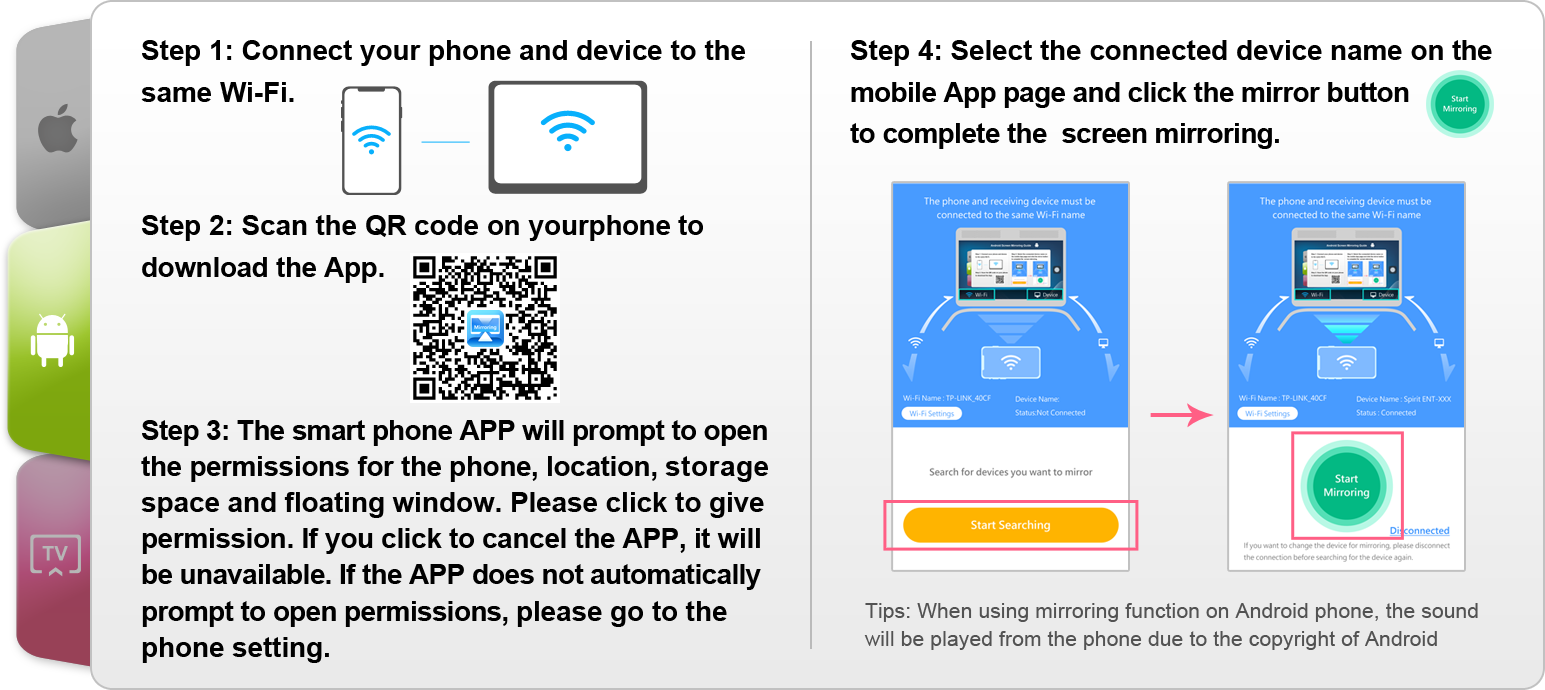 Step 1: Connect your phone and device to the
same Wi-Fi.
Step 2: Scan the QR code on yourphone to
download the App.
Mirroring
Step 3: The smart phone APP will prompt to open
the permissions for the phone, location, storage
space and floating window. Please click to give
permission. If you click to cancel the APP, it will
be unavailable. If the APP does not automatically
prompt to open permissions, please go to the
phone setting.
TV
Step 4: Select the connected device name on the
mobile App page and click the mirror button
to complete the  screen mirroring.
Start
Mirroring
The phone and receiving device must be
connected to the same Wi-Fi name
Android Screen Mirroring Guide
Wi-Fi
Device
Wi-Fi Name : TP-LINK_40CF
Device Name:
Wi-Fi Settings
Status:Not Connected
Search for devices you want to mirror
Start Searching
The phone and receiving device must be
connected to the same Wi-Fi name
Android Screen Mirroring Guide
Wi-Fi
Device
Wi-Fi Name : TP-LINK_40CF
Device Name : Spirit ENT-XXX
Wi-Fi Settings
Status : Connected
Start
Mirroring
Disconnected
If you want to change the device for mirroring, please disconnect
the connection before searching for the device again.
Tips: When using mirroring function on Android phone, the sound
will be played from the phone due to the copyright of Android